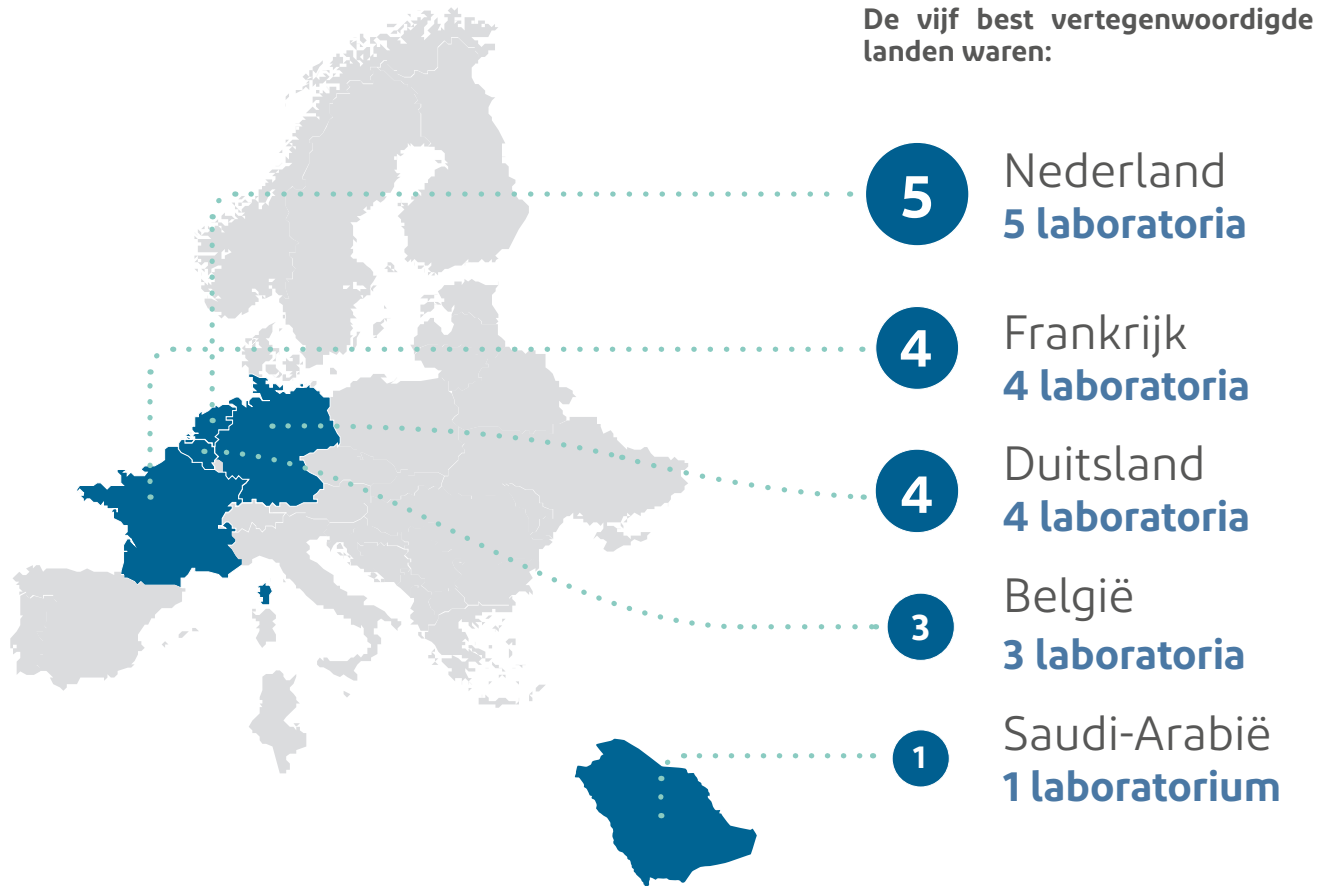 De vijf best vertegenwoordigde
landen waren:
5
Nederland
5 laboratoria
4
Frankrijk
4 laboratoria
4
Duitsland
4 laboratoria
3
België
3 laboratoria
1
Saudi-Arabië
1 laboratorium